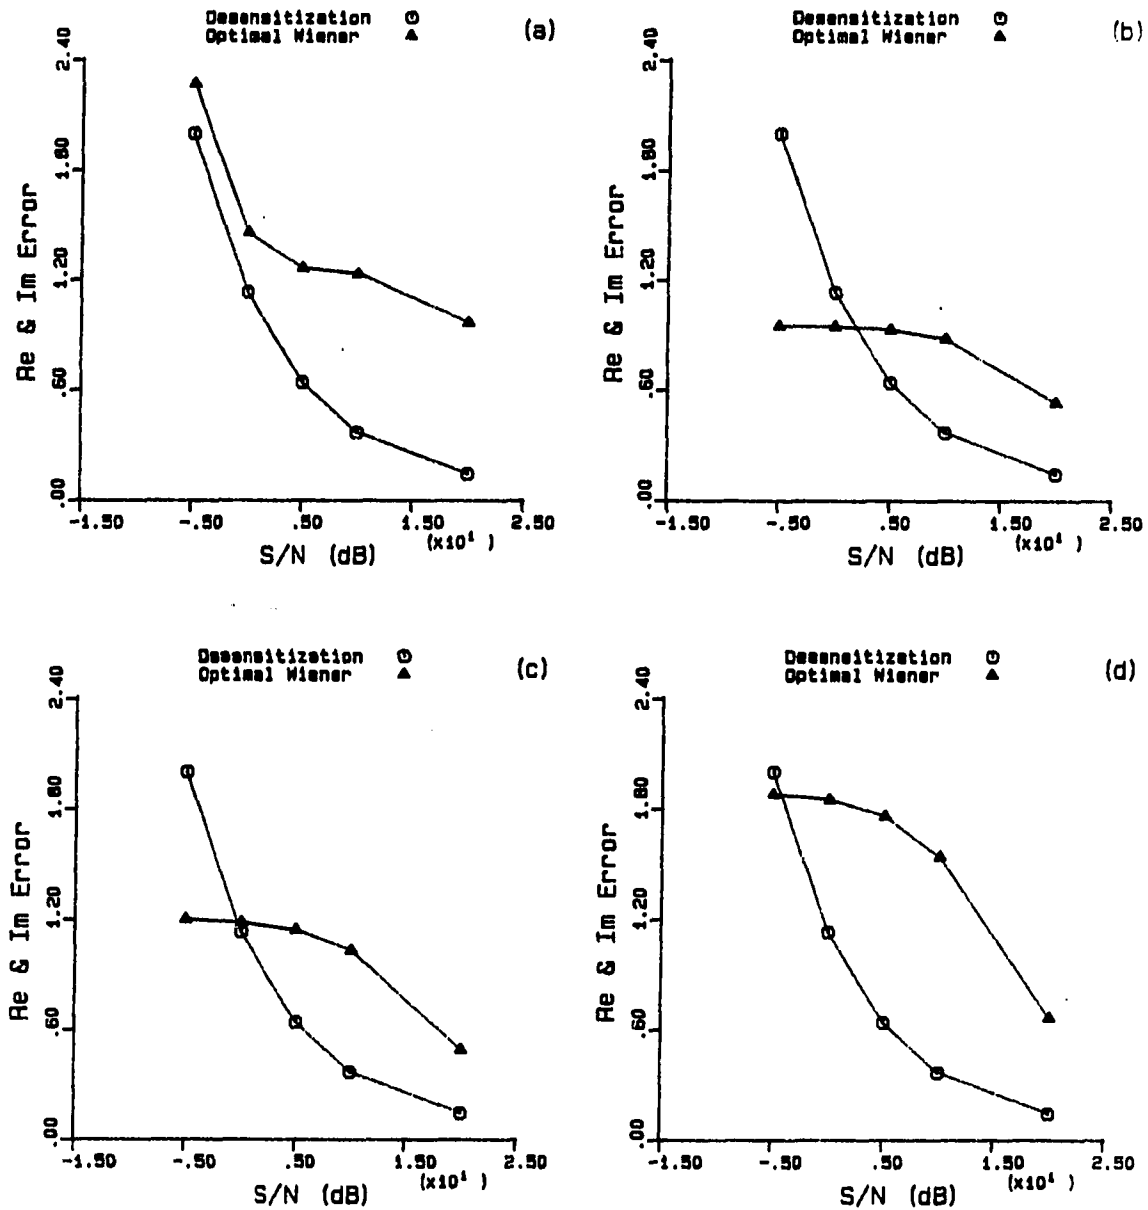 Desensitization
Optimal Wiener
(a)
2.40
1.80
1.20
.60
.00
Re & Im Error
-1.50
-.50
.50
1.50
2.50
(x10¹ )
S/N (dB)
Desensitization
Optimal Wiener
(b)
2.40
1.80
1.20
.60
.00
Re & Im Error
-1.50
-.50
.50
1.50
2.50
(x10¹ )
S/N (dB)
Desensitization
Optimal Wiener
(c)
2.40
1.80
1.20
.60
.00
Re & Im Error
-1.50
-.50
.50
1.50
2.50
(x10¹ )
S/N (dB)
Desensitization
Optimal Wiener
(d)
2.40
1.80
1.20
.60
.00
Re & Im Error
-1.50
-.50
.50
1.50
2.50
(x10¹ )
S/N (dB)